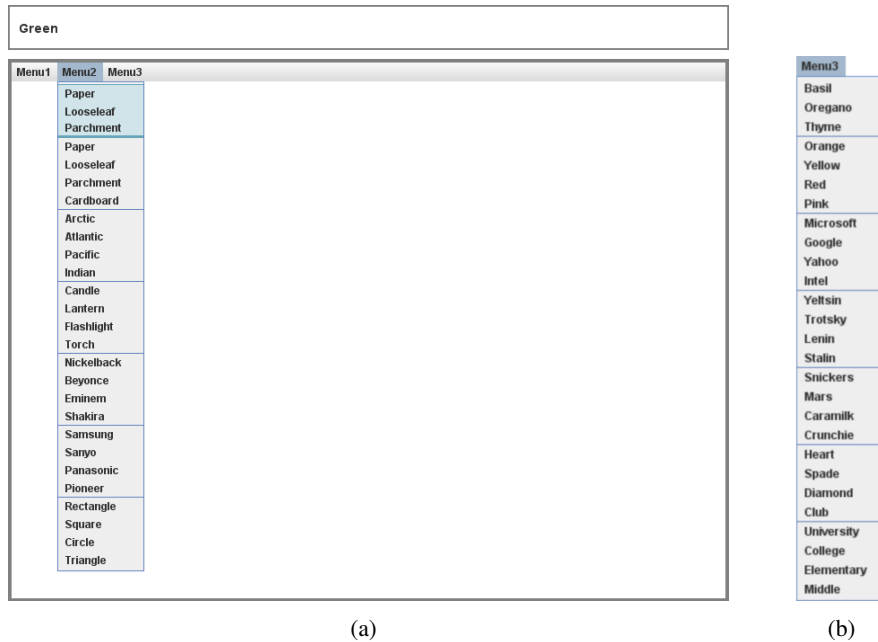 Green
Menu1 Menu2 Menu3
Paper
Looseleaf
Parchment
Paper
Looseleaf
Parchment
Cardboard
Arctic
Atlantic
Pacific
Indian
Candle
Lantern
Flashlight
Torch
Nickelback
Beyonce
Eminem
Shakira
Samsung
Sanyo
Panasonic
Pioneer
Rectangle
Square
Circle
Triangle
(a)
Menu3
Basil
Oregano
Thyme
Orange
Yellow
Red
Pink
Microsoft
Google
Yahoo
Intel
Yeltsin
Trotsky
Lenin
Stalin
Snickers
Mars
Caramilk
Crunchie
Heart
Spade
Diamond
Club
University
College
Elementary
Middle
(b)